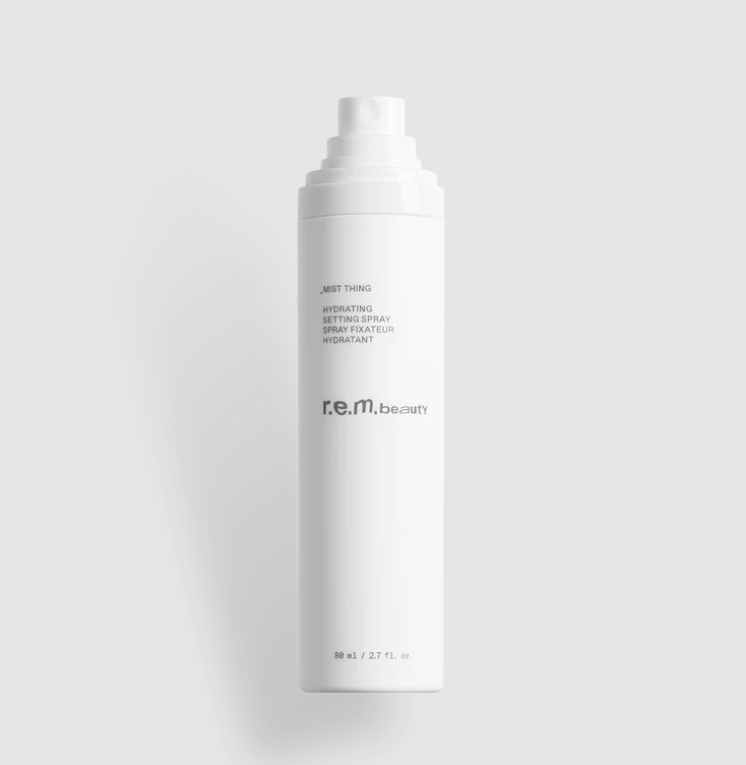 _MIST THING
HYDRATING
SETTING SPRAY
SPRAY FIXATEUR
HYDRATANT
r.e.m.beauty
80 ml / 2.7 fl. oz.